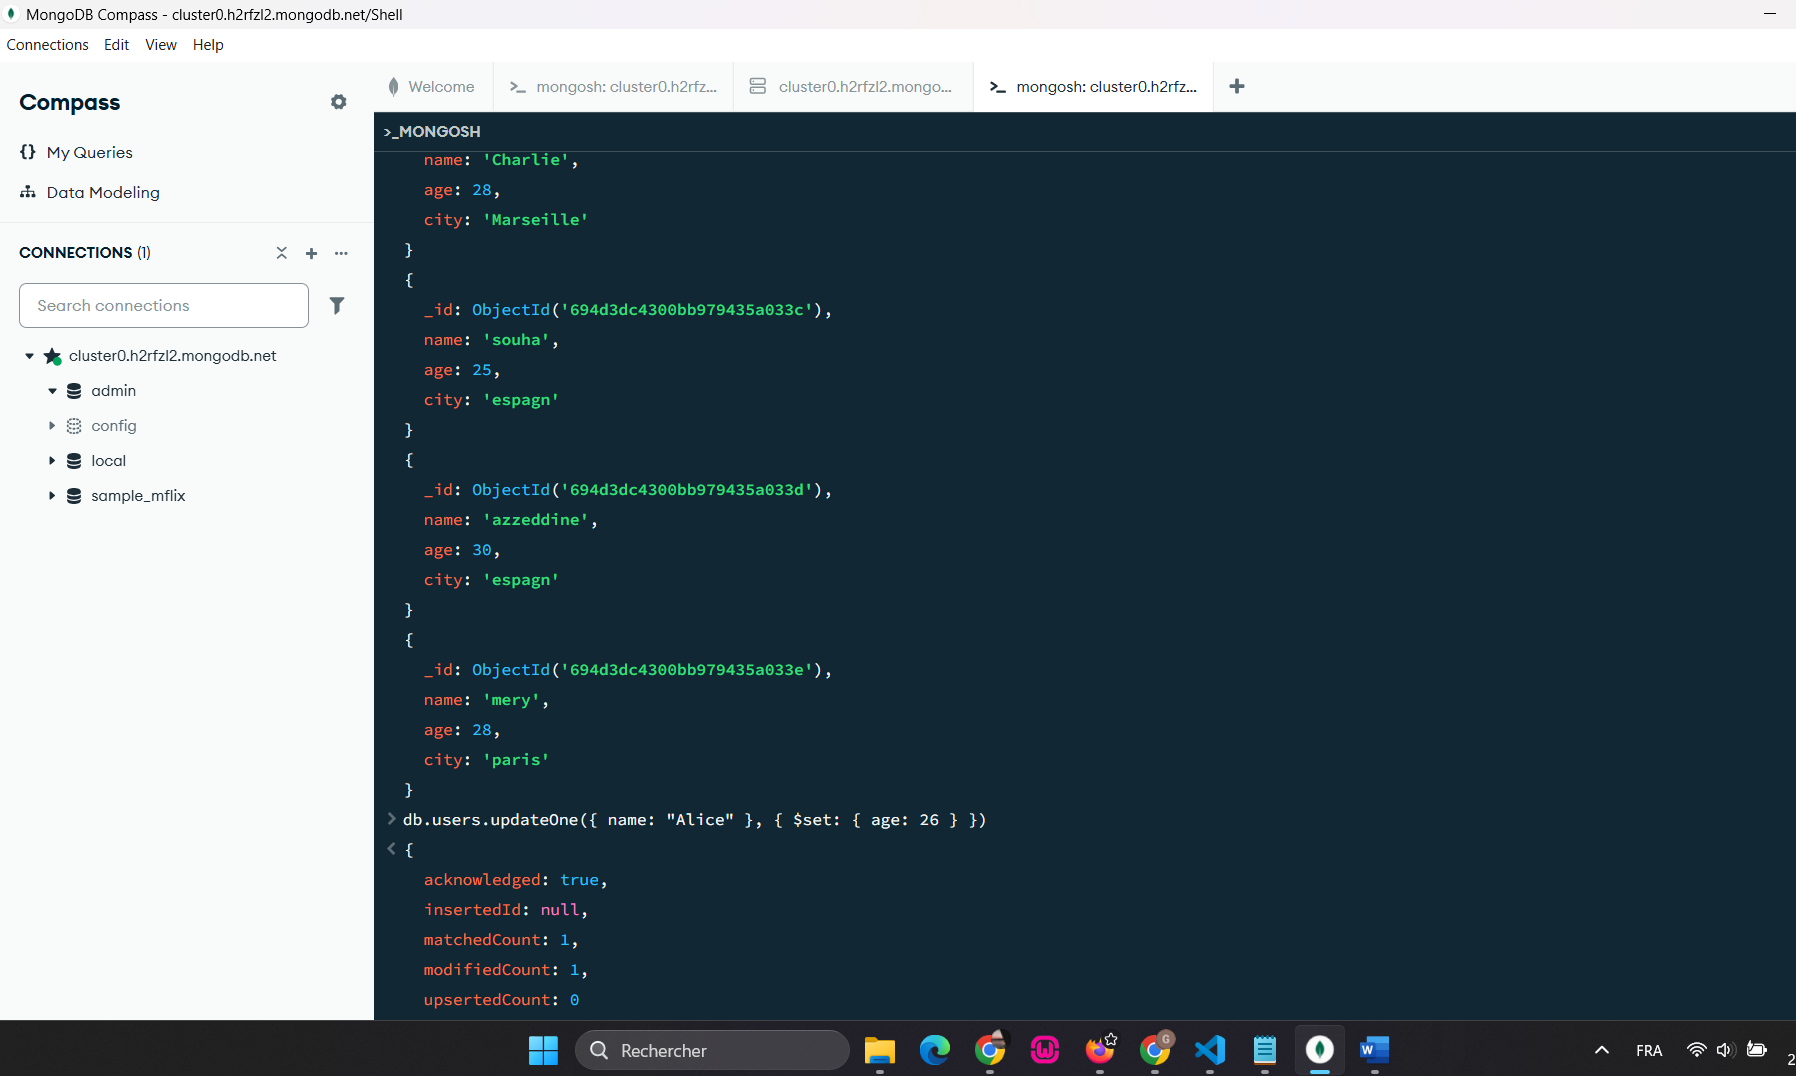 MongoDB Compass - cluster0.h2rfzl2.mongodb.net/Shell
Connections Edit View Help
Compass
My Queries
Data Modeling
CONNECTIONS (1)
Search connections
cluster0.h2rfzl2.mongodb.net
admin
config
local
sample_mflix
Welcome
mongosh: cluster0.h2rfz...
cluster0.h2rfzl2.mongo...
mongosh: cluster0.h2rfz...
>_MONGOSH
name: 'Charlie',
age: 28,
city: 'Marseille'
}
{
_id: ObjectId('694d3dc4300bb979435a033c'),
name: 'souha',
age: 25,
city: 'espagn'
}
{
_id: ObjectId('694d3dc4300bb979435a033d'),
name: 'azzeddine',
age: 30,
city: 'espagn'
}
{
_id: ObjectId('694d3dc4300bb979435a033e'),
name: 'mery',
age: 28,
city: 'paris'
}
> db.users.updateOne({ name: "Alice" }, { $set: { age: 26 } })
< {
acknowledged: true,
insertedId: null,
matchedCount: 1,
modifiedCount: 1,
upsertedCount: 0
Rechercher
FRA
2